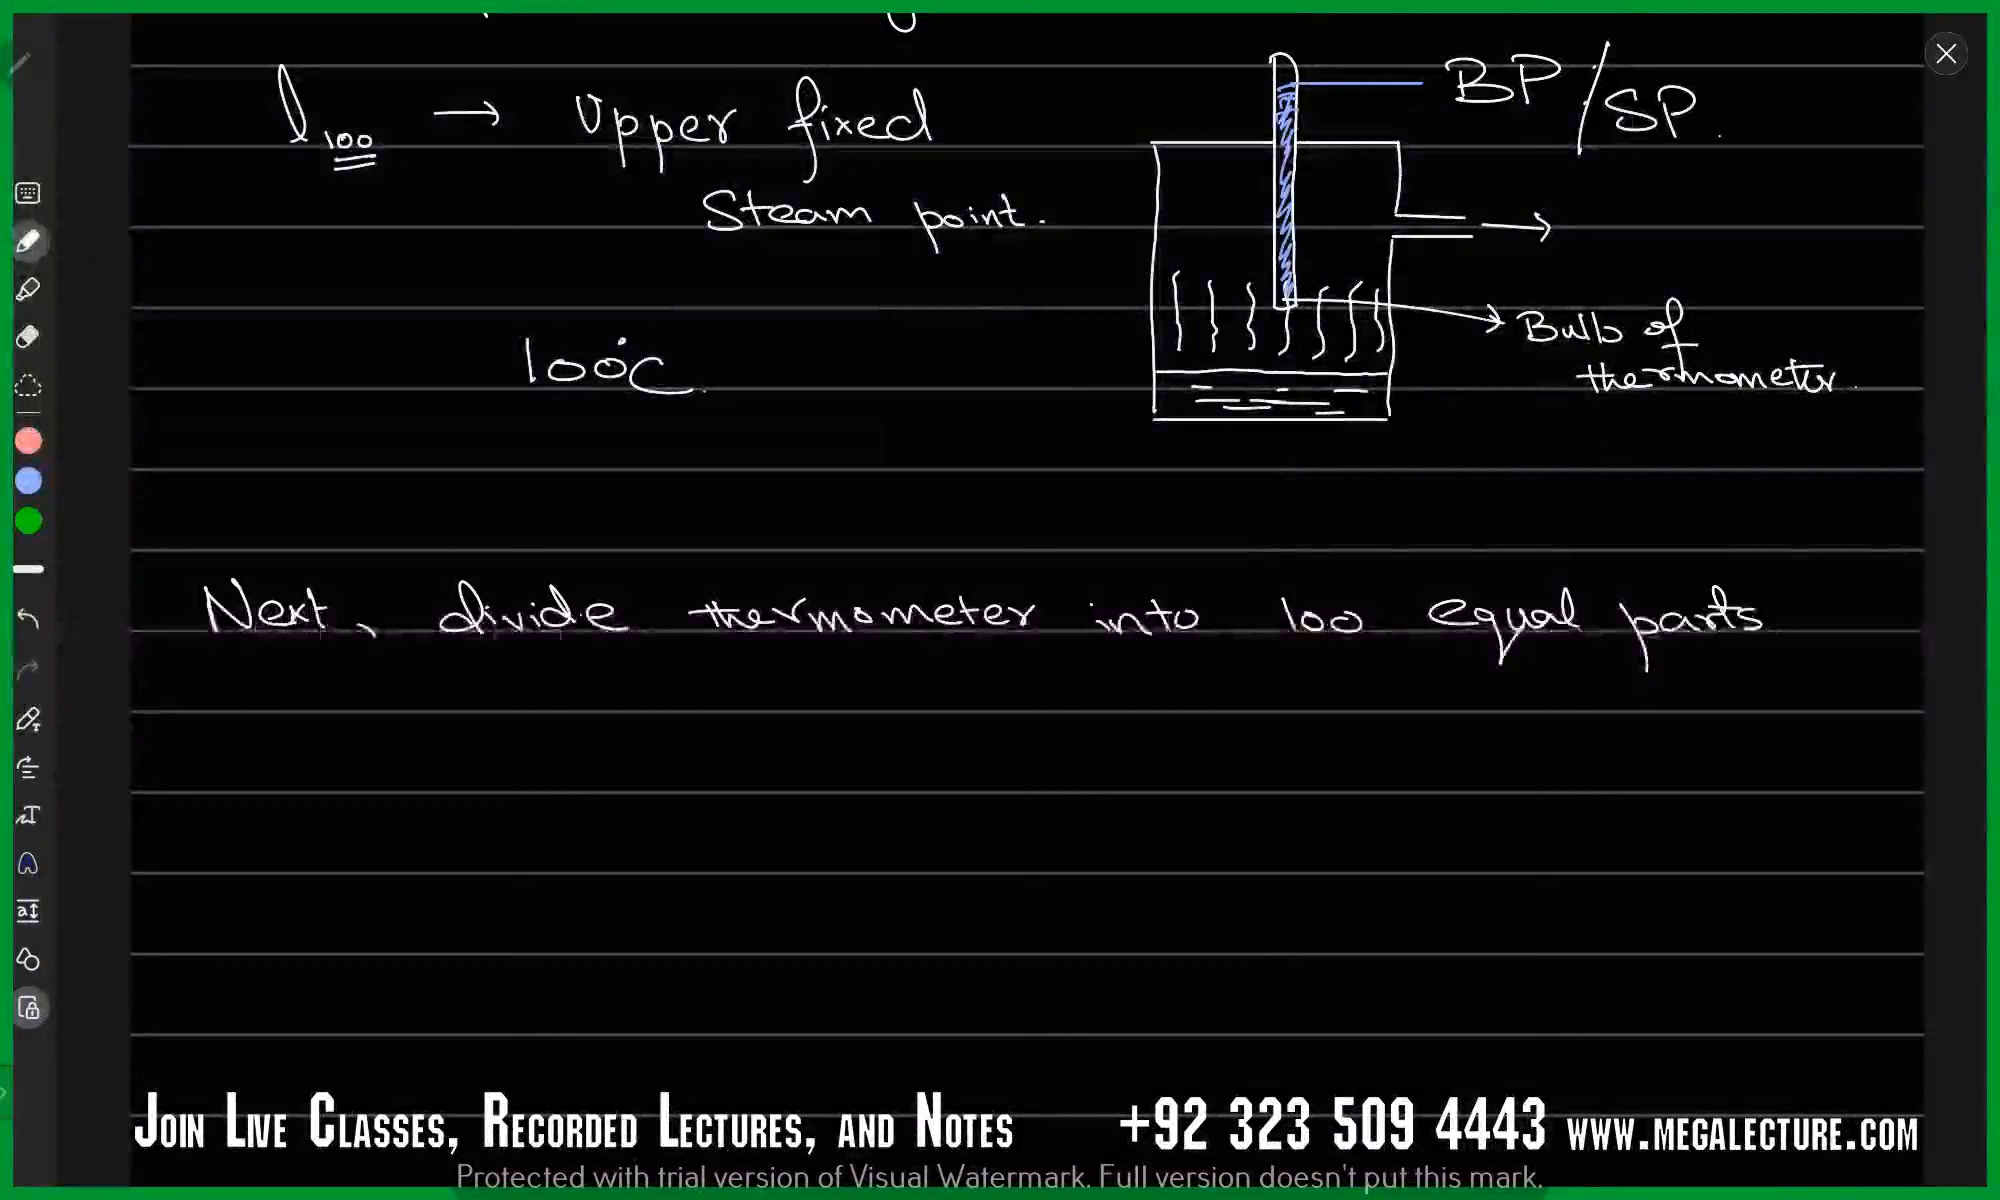 l100 → Upper fixed
Steam point.
BP/SP.
100°C
Bulb of
thermometer.
Next, divide thermometer into 100 equal parts
Join Live Classes, Recorded Lectures, and Notes +92 323 509 4443 www.megalecture.com
Protected with trial version of Visual Watermark. Full version doesn't put this mark.